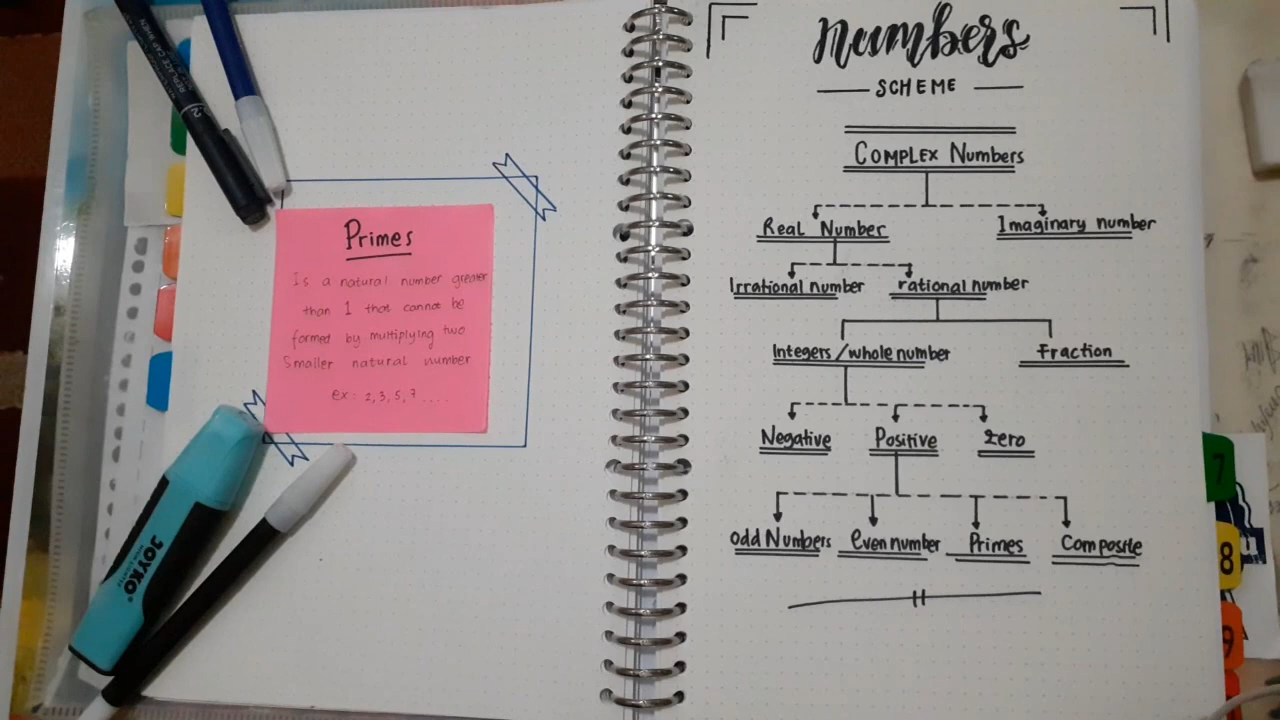 Primes
Is a natural number greater
than 1 that cannot be
formed by multiplying two
Smaller natural number
ex: 2, 3, 5, 7 ....
JOYKO
numbers
SCHEME
COMPLEX Numbers
Real Number
Imaginary number
Irrational number
rational number
Integers/whole number
Fraction
Negative
Positive
zero
odd Numbers
Even number
Primes
Composite
7
8
9